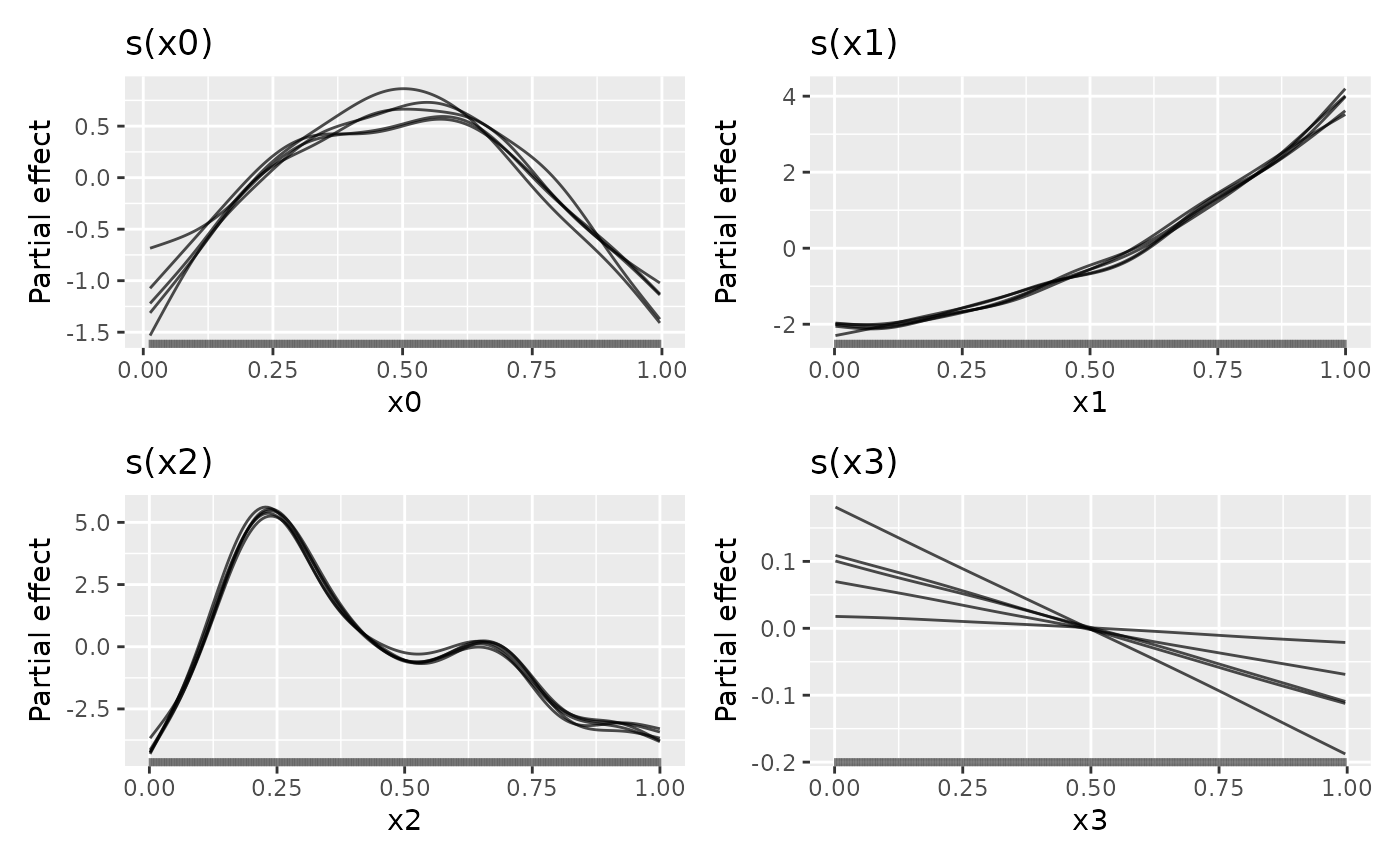 s(x0)
Partial effect
0.5
0.0
-0.5
-1.0
-1.5
0.00 0.25 0.50 0.75 1.00
x0
s(x1)
Partial effect
4
2
0
-2
0.00 0.25 0.50 0.75 1.00
x1
s(x2)
Partial effect
5.0
2.5
0.0
-2.5
0.00 0.25 0.50 0.75 1.00
x2
s(x3)
Partial effect
0.1
0.0
-0.1
-0.2
0.00 0.25 0.50 0.75 1.00
x3